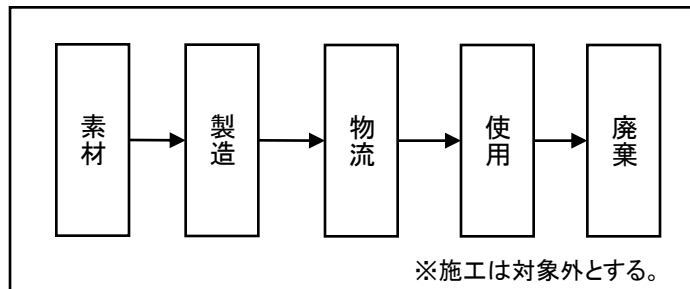 素材
製造
物流
使用
廃棄
※施工は対象外とする。